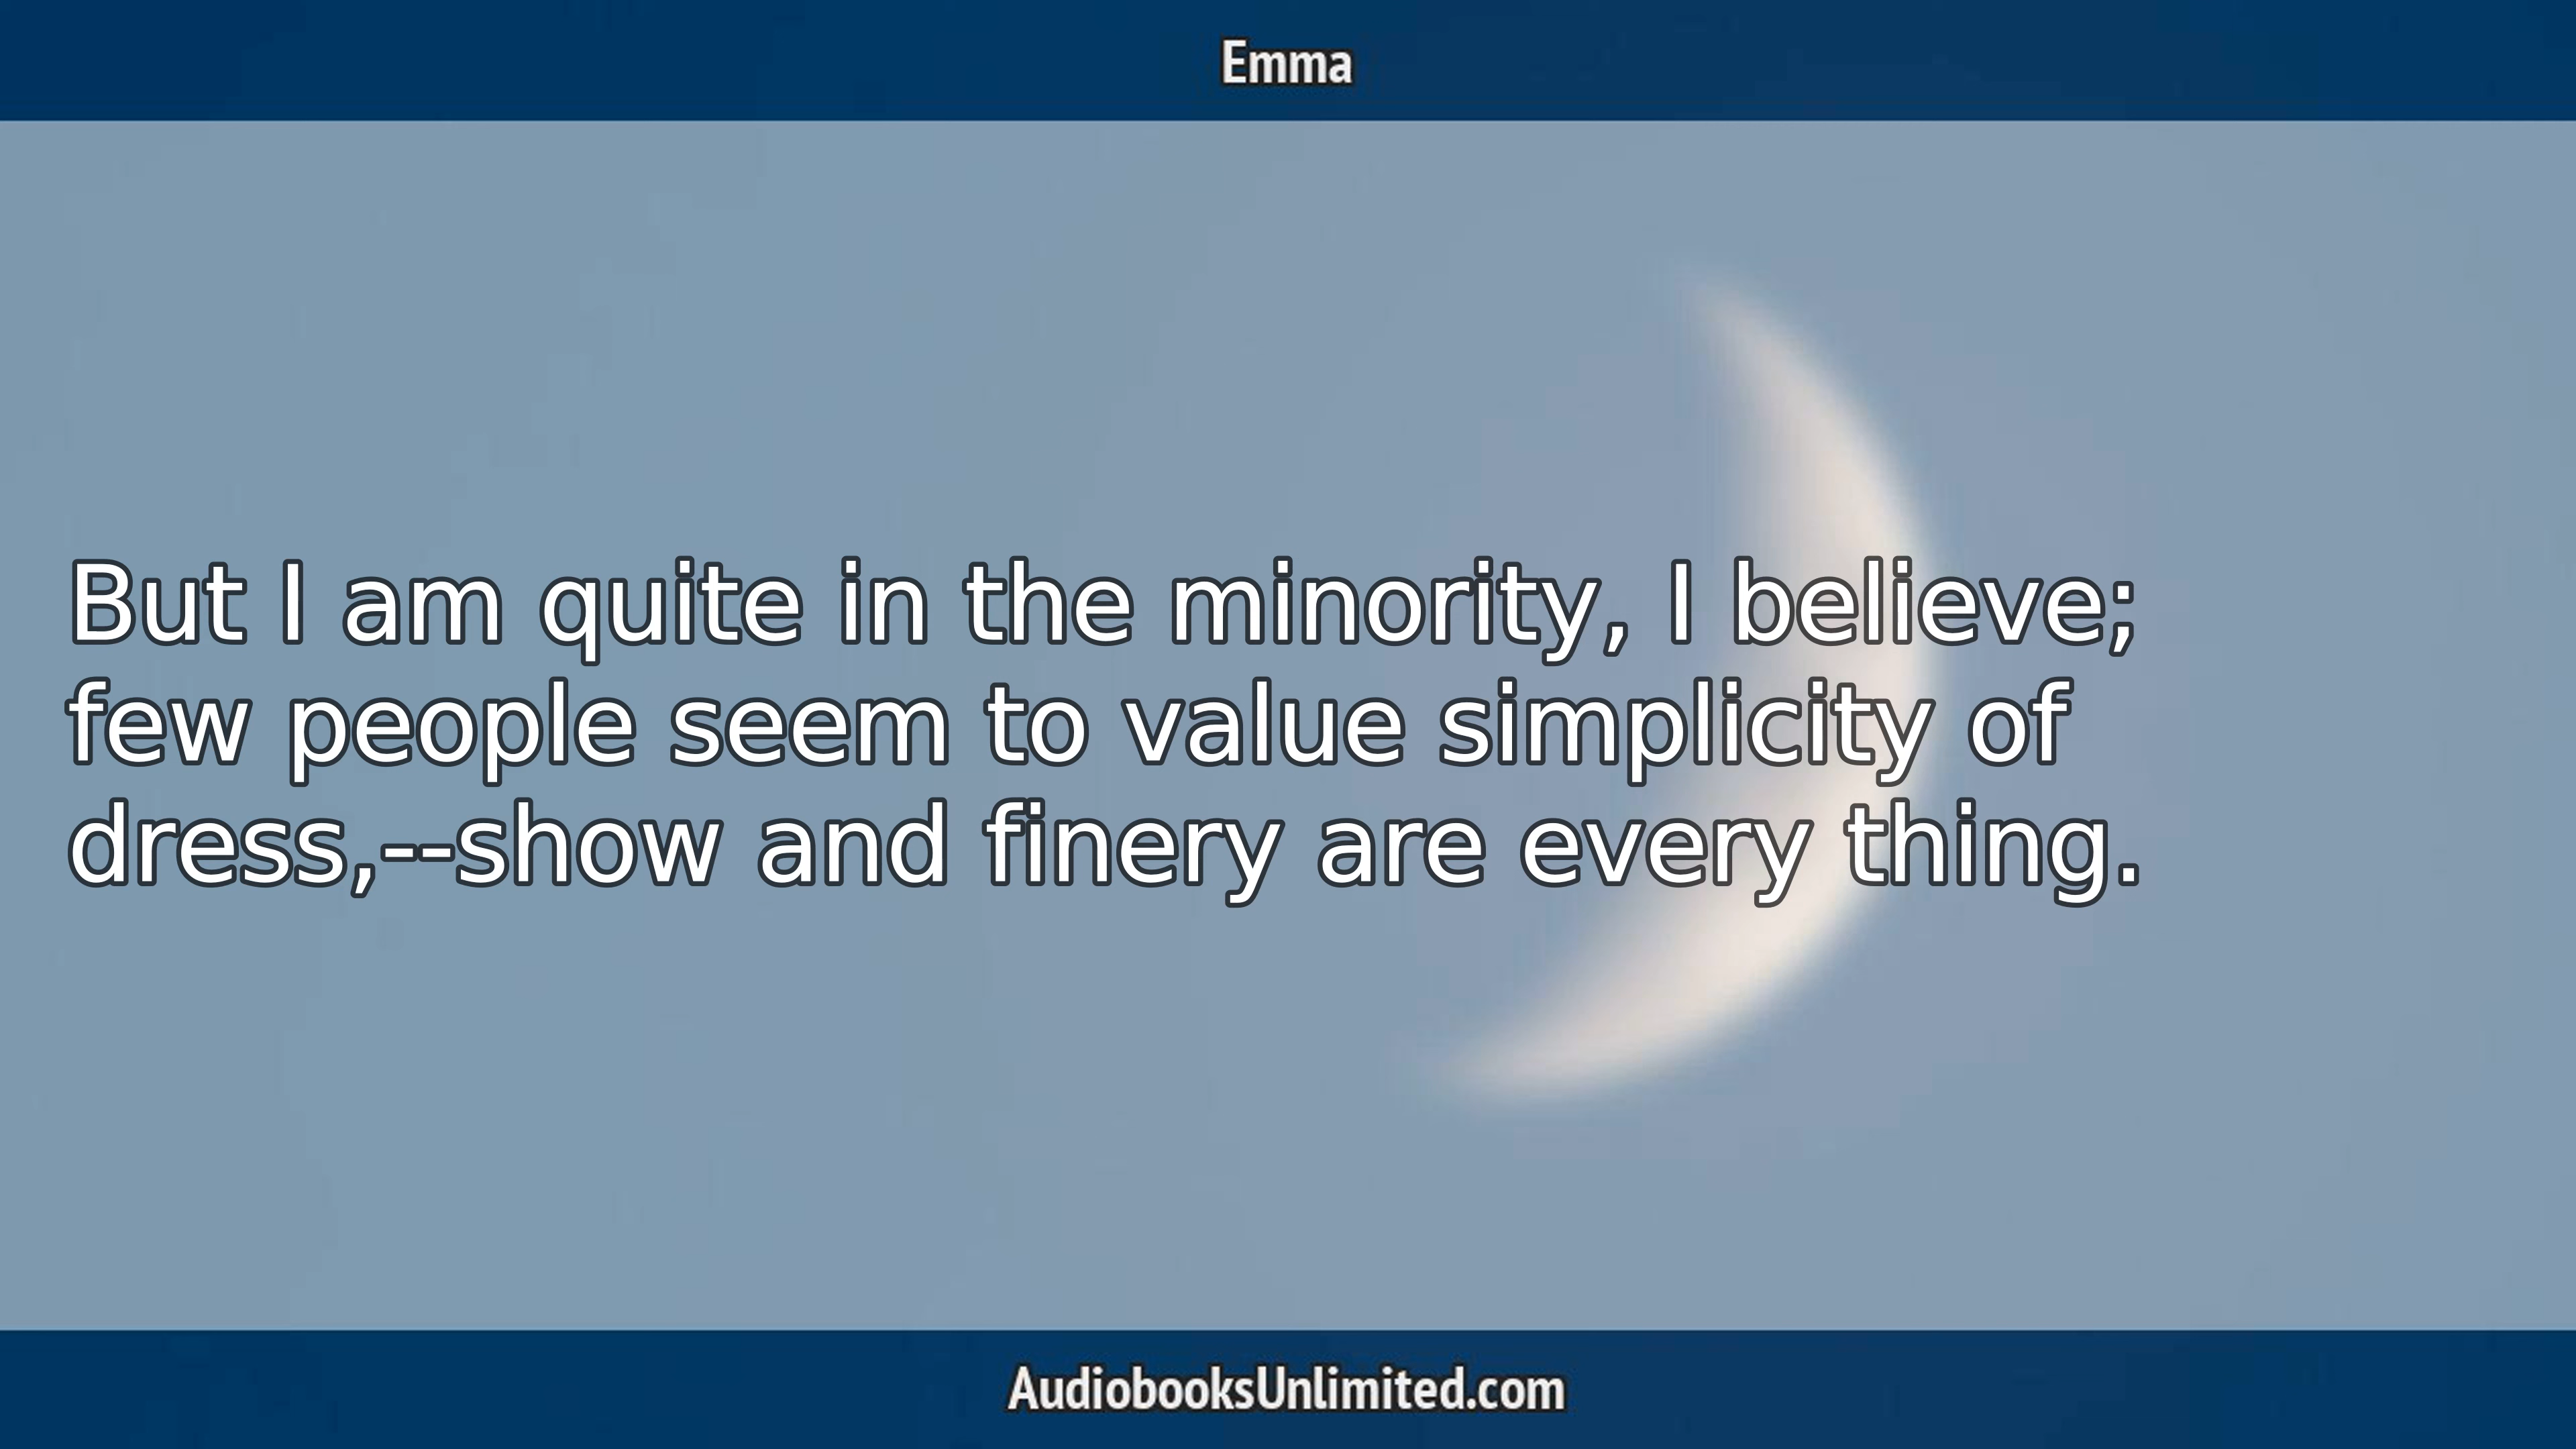 Emma
But I am quite in the minority, I believe;
few people seem to value simplicity of
dress,--show and finery are every thing.
AudiobooksUnlimited.com